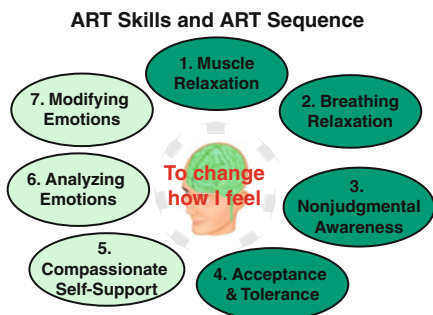 ART Skills and ART Sequence
1. Muscle
Relaxation
2. Breathing
Relaxation
3.
Nonjudgmental
Awareness
4. Acceptance
& Tolerance
5.
Compassionate
Self-Support
6. Analyzing
Emotions
7. Modifying
Emotions
To change
how I feel